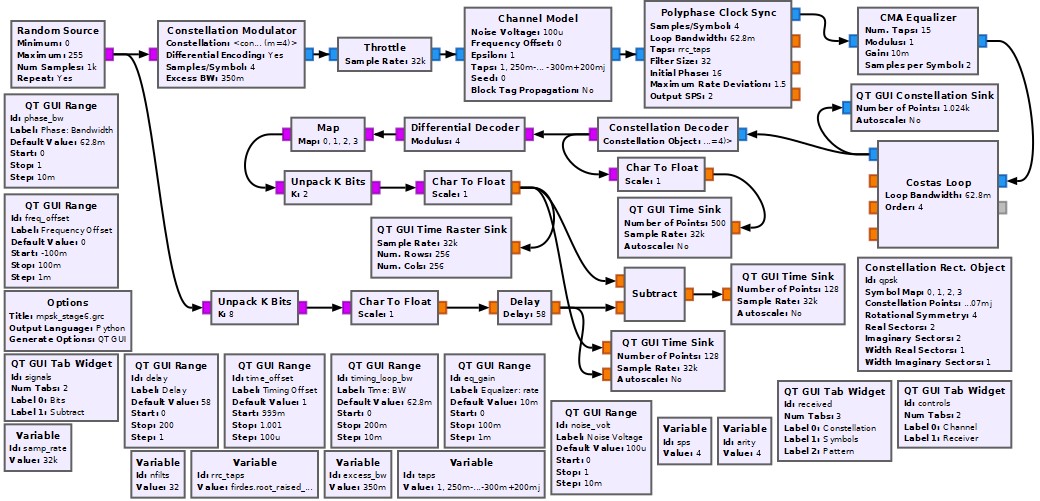 Random Source
Minimum: 0
Maximum: 255
Num Samples: 1k
Repeat: Yes
Constellation Modulator
Constellation: <con... (m=4)>
Differential Encoding: Yes
Samples/Symbol: 4
Excess BW: 350m
Throttle
Sample Rate: 32k
Channel Model
Noise Voltage: 100u
Frequency Offset: 0
Epsilon: 1
Taps: 1, 250m-... -300m+200mj
Seed: 0
Block Tag Propagation: No
Polyphase Clock Sync
Samples/Symbol: 4
Loop Bandwidth: 62.8m
Taps: rrc_taps
Filter Size: 32
Initial Phase: 16
Maximum Rate Deviation: 1.5
Output SPS: 2
CMA Equalizer
Num. Taps: 15
Modulus: 1
Gain: 10m
Samples per Symbol: 2
QT GUI Range
Id: phase_bw
Label: Phase: Bandwidth
Default Value: 62.8m
Start: 0
Stop: 1
Step: 10m
QT GUI Constellation Sink
Number of Points: 1.024k
Autoscale: No
Map
Map: 0, 1, 2, 3
Differential Decoder
Modulus: 4
Constellation Decoder
Constellation Object: ...=4)>
Costas Loop
Loop Bandwidth: 62.8m
Order: 4
Unpack K Bits
K: 2
Char To Float
Scale: 1
Char To Float
Scale: 1
QT GUI Range
Id: freq_offset
Label: Frequency Offset
Default Value: 0
Start: -100m
Stop: 100m
Step: 1m
QT GUI Time Raster Sink
Sample Rate: 32k
Num. Rows: 256
Num. Cols: 256
QT GUI Time Sink
Number of Points: 500
Sample Rate: 32k
Autoscale: No
Options
Title: mpsk_stage6.grc
Output Language: Python
Generate Options: QT GUI
Unpack K Bits
K: 8
Char To Float
Scale: 1
Delay
Delay: 58
Subtract
QT GUI Time Sink
Number of Points: 128
Sample Rate: 32k
Autoscale: No
Constellation Rect. Object
Id: qpsk
Symbol Map: 0, 1, 2, 3
Constellation Points: ...07mj
Rotational Symmetry: 4
Real Sectors: 2
Imaginary Sectors: 2
Width Real Sectors: 1
Width Imaginary Sectors: 1
QT GUI Time Sink
Number of Points: 128
Sample Rate: 32k
Autoscale: No
QT GUI Tab Widget
Id: signals
Num Tabs: 2
Label 0: Bits
Label 1: Subtract
QT GUI Range
Id: delay
Label: Delay
Default Value: 58
Start: 0
Stop: 200
Step: 1
QT GUI Range
Id: time_offset
Label: Timing Offset
Default Value: 1
Start: 999m
Stop: 1.001
Step: 100u
QT GUI Range
Id: timing_loop_bw
Label: Time: BW
Default Value: 62.8m
Start: 0
Stop: 200m
Step: 10m
QT GUI Range
Id: eq_gain
Label: Equalizer: rate
Default Value: 10m
Start: 0
Stop: 100m
Step: 1m
QT GUI Range
Id: noise_volt
Label: Noise Voltage
Default Value: 100u
Start: 0
Stop: 1
Step: 10m
Variable
Id: sps
Value: 4
Variable
Id: arity
Value: 4
QT GUI Tab Widget
Id: received
Num Tabs: 3
Label 0: Constellation
Label 1: Symbols
Label 2: Pattern
QT GUI Tab Widget
Id: controls
Num Tabs: 2
Label 0: Channel
Label 1: Receiver
Variable
Id: samp_rate
Value: 32k
Variable
Id: nfilts
Value: 32
Variable
Id: rrc_taps
Value: firdes.root_raised_...
Variable
Id: excess_bw
Value: 350m
Variable
Id: taps
Value: 1, 250m-...-300m+200mj